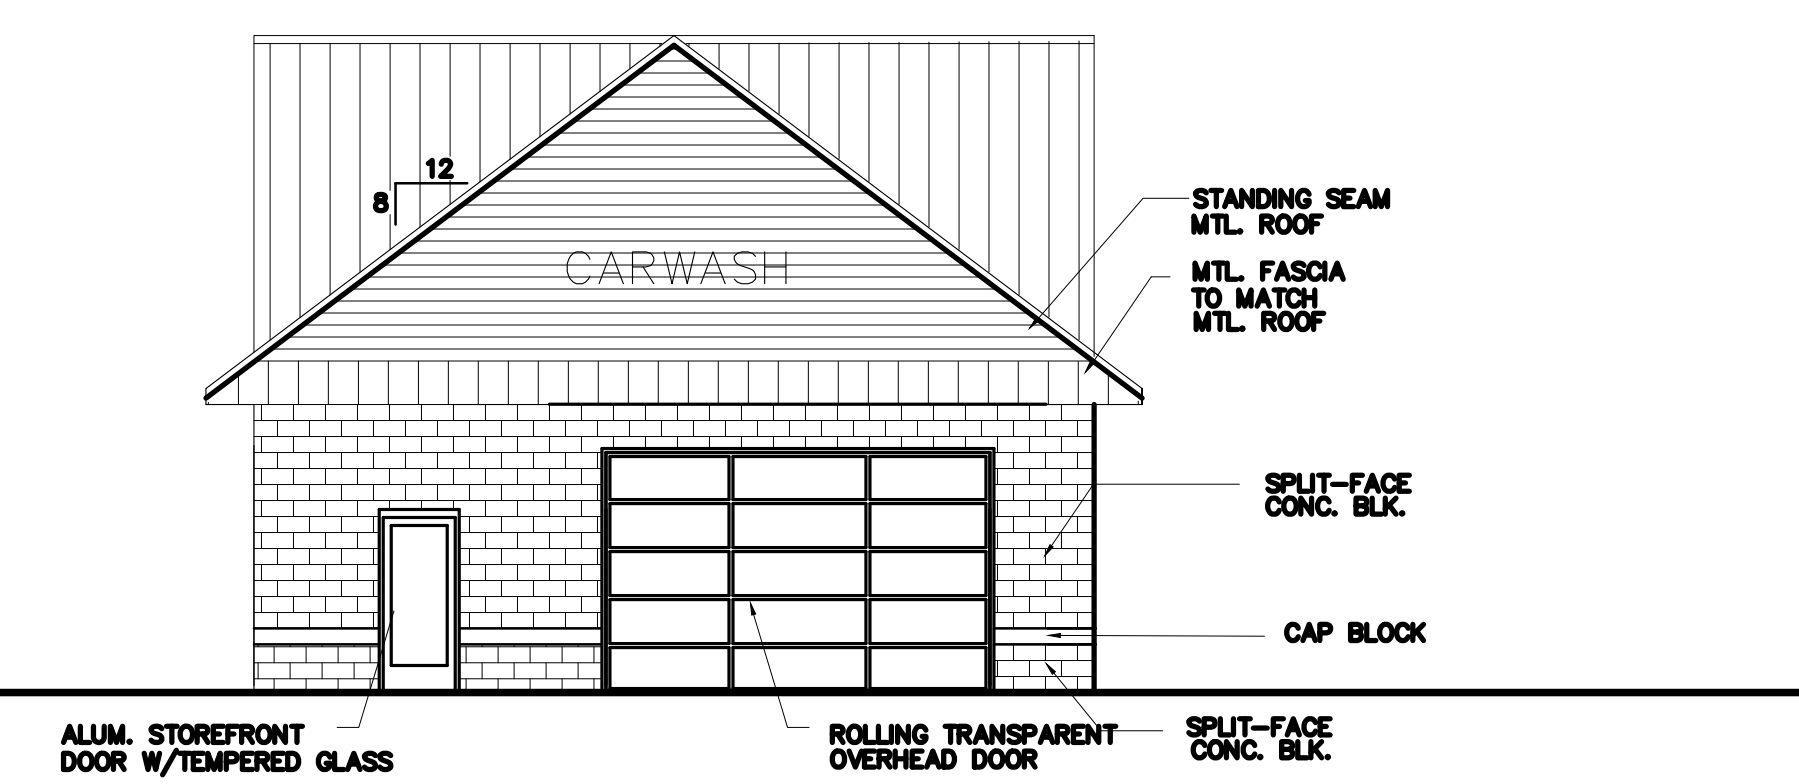 12
8
CARWASH
STANDING SEAM
MTL. ROOF
MTL. FASCIA
TO MATCH
MTL. ROOF
SPLIT-FACE
CONC. BLK.
CAP BLOCK
ALUM. STOREFRONT
DOOR W/TEMPERED GLASS
ROLLING TRANSPARENT
OVERHEAD DOOR
SPLIT-FACE
CONC. BLK.